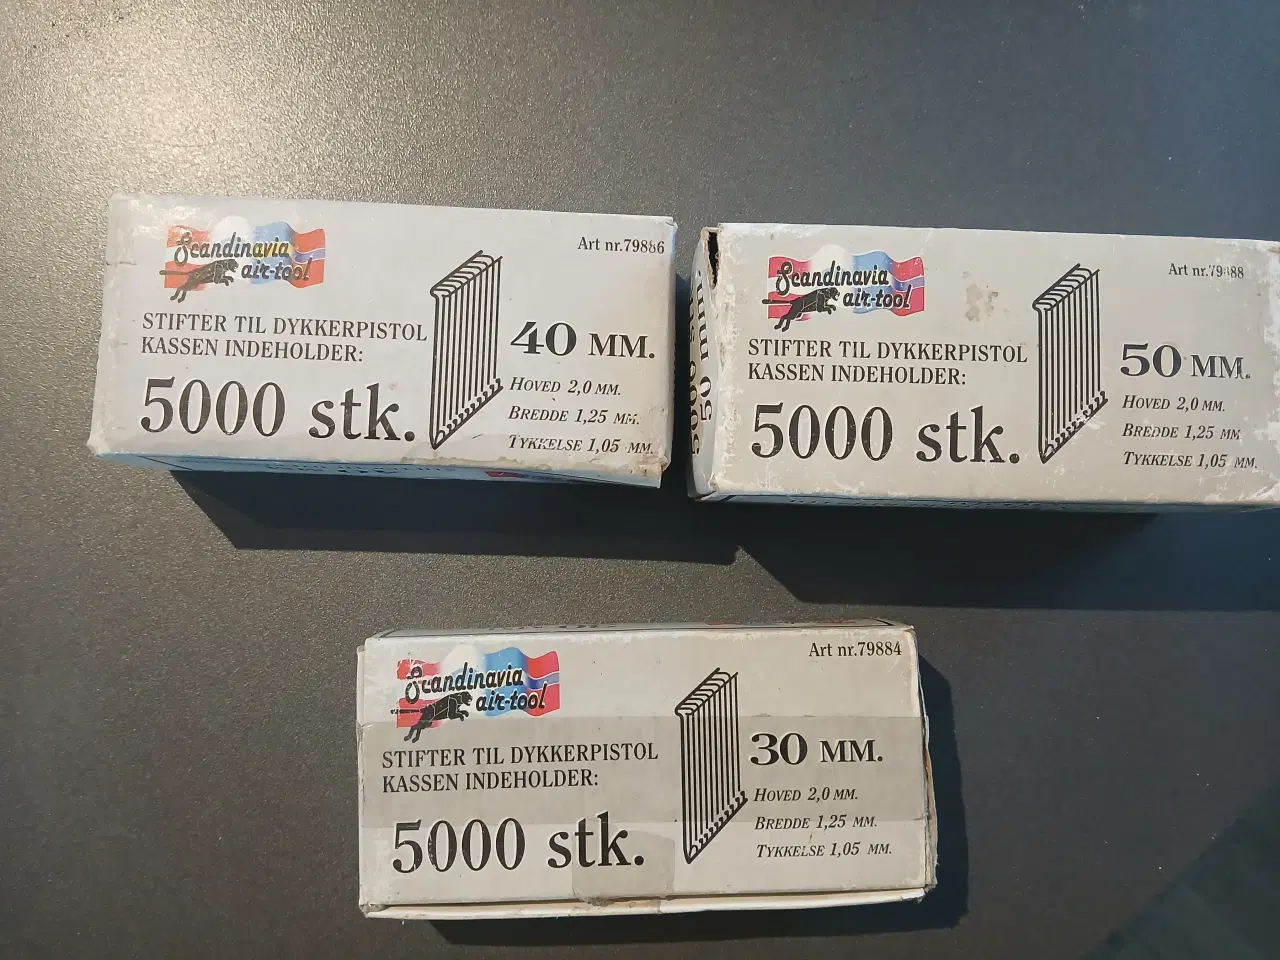 Scandinavia
air-tool
Art nr.79886
STIFTER TIL DYKKERPISTOL
KASSEN INDEHOLDER:
5000 stk.
40 MM.
HOVED 2,0 MM.
BREDDE 1,25 MM.
TYKKELSE 1,05 MM.
50 mm.
Scandinavia
air-tool
Art nr.79888
STIFTER TIL DYKKERPISTOL
KASSEN INDEHOLDER:
5000 stk.
50 MM.
HOVED 2,0 MM.
BREDDE 1,25 MM.
TYKKELSE 1,05 MM.
Scandinavia
air-tool
Art nr.79884
STIFTER TIL DYKKERPISTOL
KASSEN INDEHOLDER:
5000 stk.
30 MM.
HOVED 2,0 MM.
BREDDE 1,25 MM.
TYKKELSE 1,05 MM.